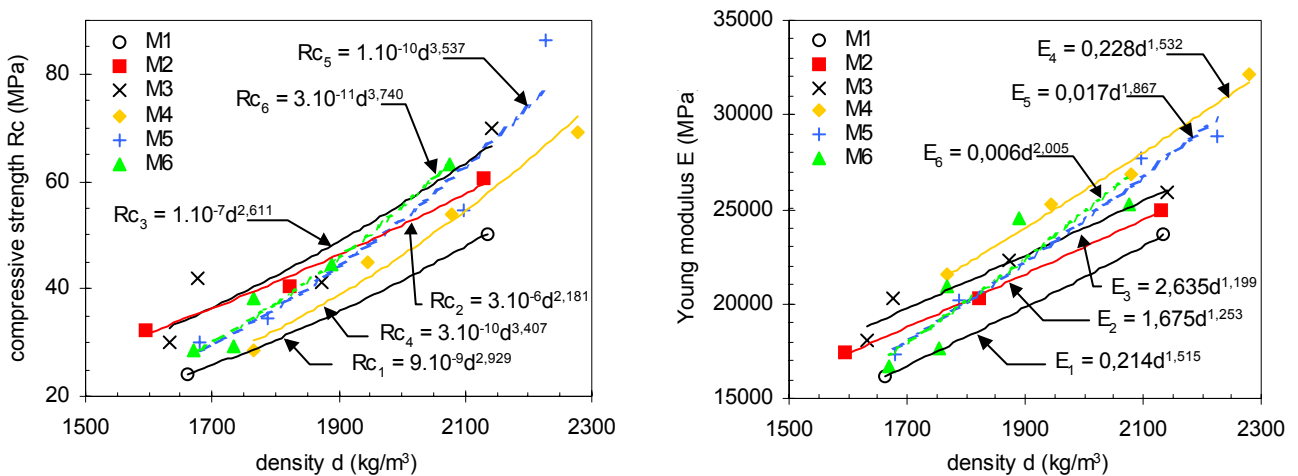 compressive strength Rc (MPa)
80
60
40
20
1500
1700
1900
2100
2300
density d (kg/m³)
M1
M2
M3
M4
M5
M6
Rc₅ = 1.10⁻¹⁰d³,⁵³⁷
Rc₆ = 3.10⁻¹¹d³,⁷⁴⁰
Rc₃ = 1.10⁻⁷d²,⁶¹¹
Rc₂ = 3.10⁻⁶d²,¹⁸¹
Rc₄ = 3.10⁻¹⁰d³,⁴⁰⁷
Rc₁ = 9.10⁻⁹d²,⁹²⁹
Young modulus E (MPa)
35000
30000
25000
20000
15000
1500
1700
1900
2100
2300
density d (kg/m³)
M1
M2
M3
M4
M5
M6
E₄ = 0,228d¹,⁵³²
E₅ = 0,017d¹,⁸⁶⁷
E₆ = 0,006d²,⁰⁰⁵
E₃ = 2,635d¹,¹⁹⁹
E₂ = 1,675d¹,²⁵³
E₁ = 0,214d¹,⁵¹⁵